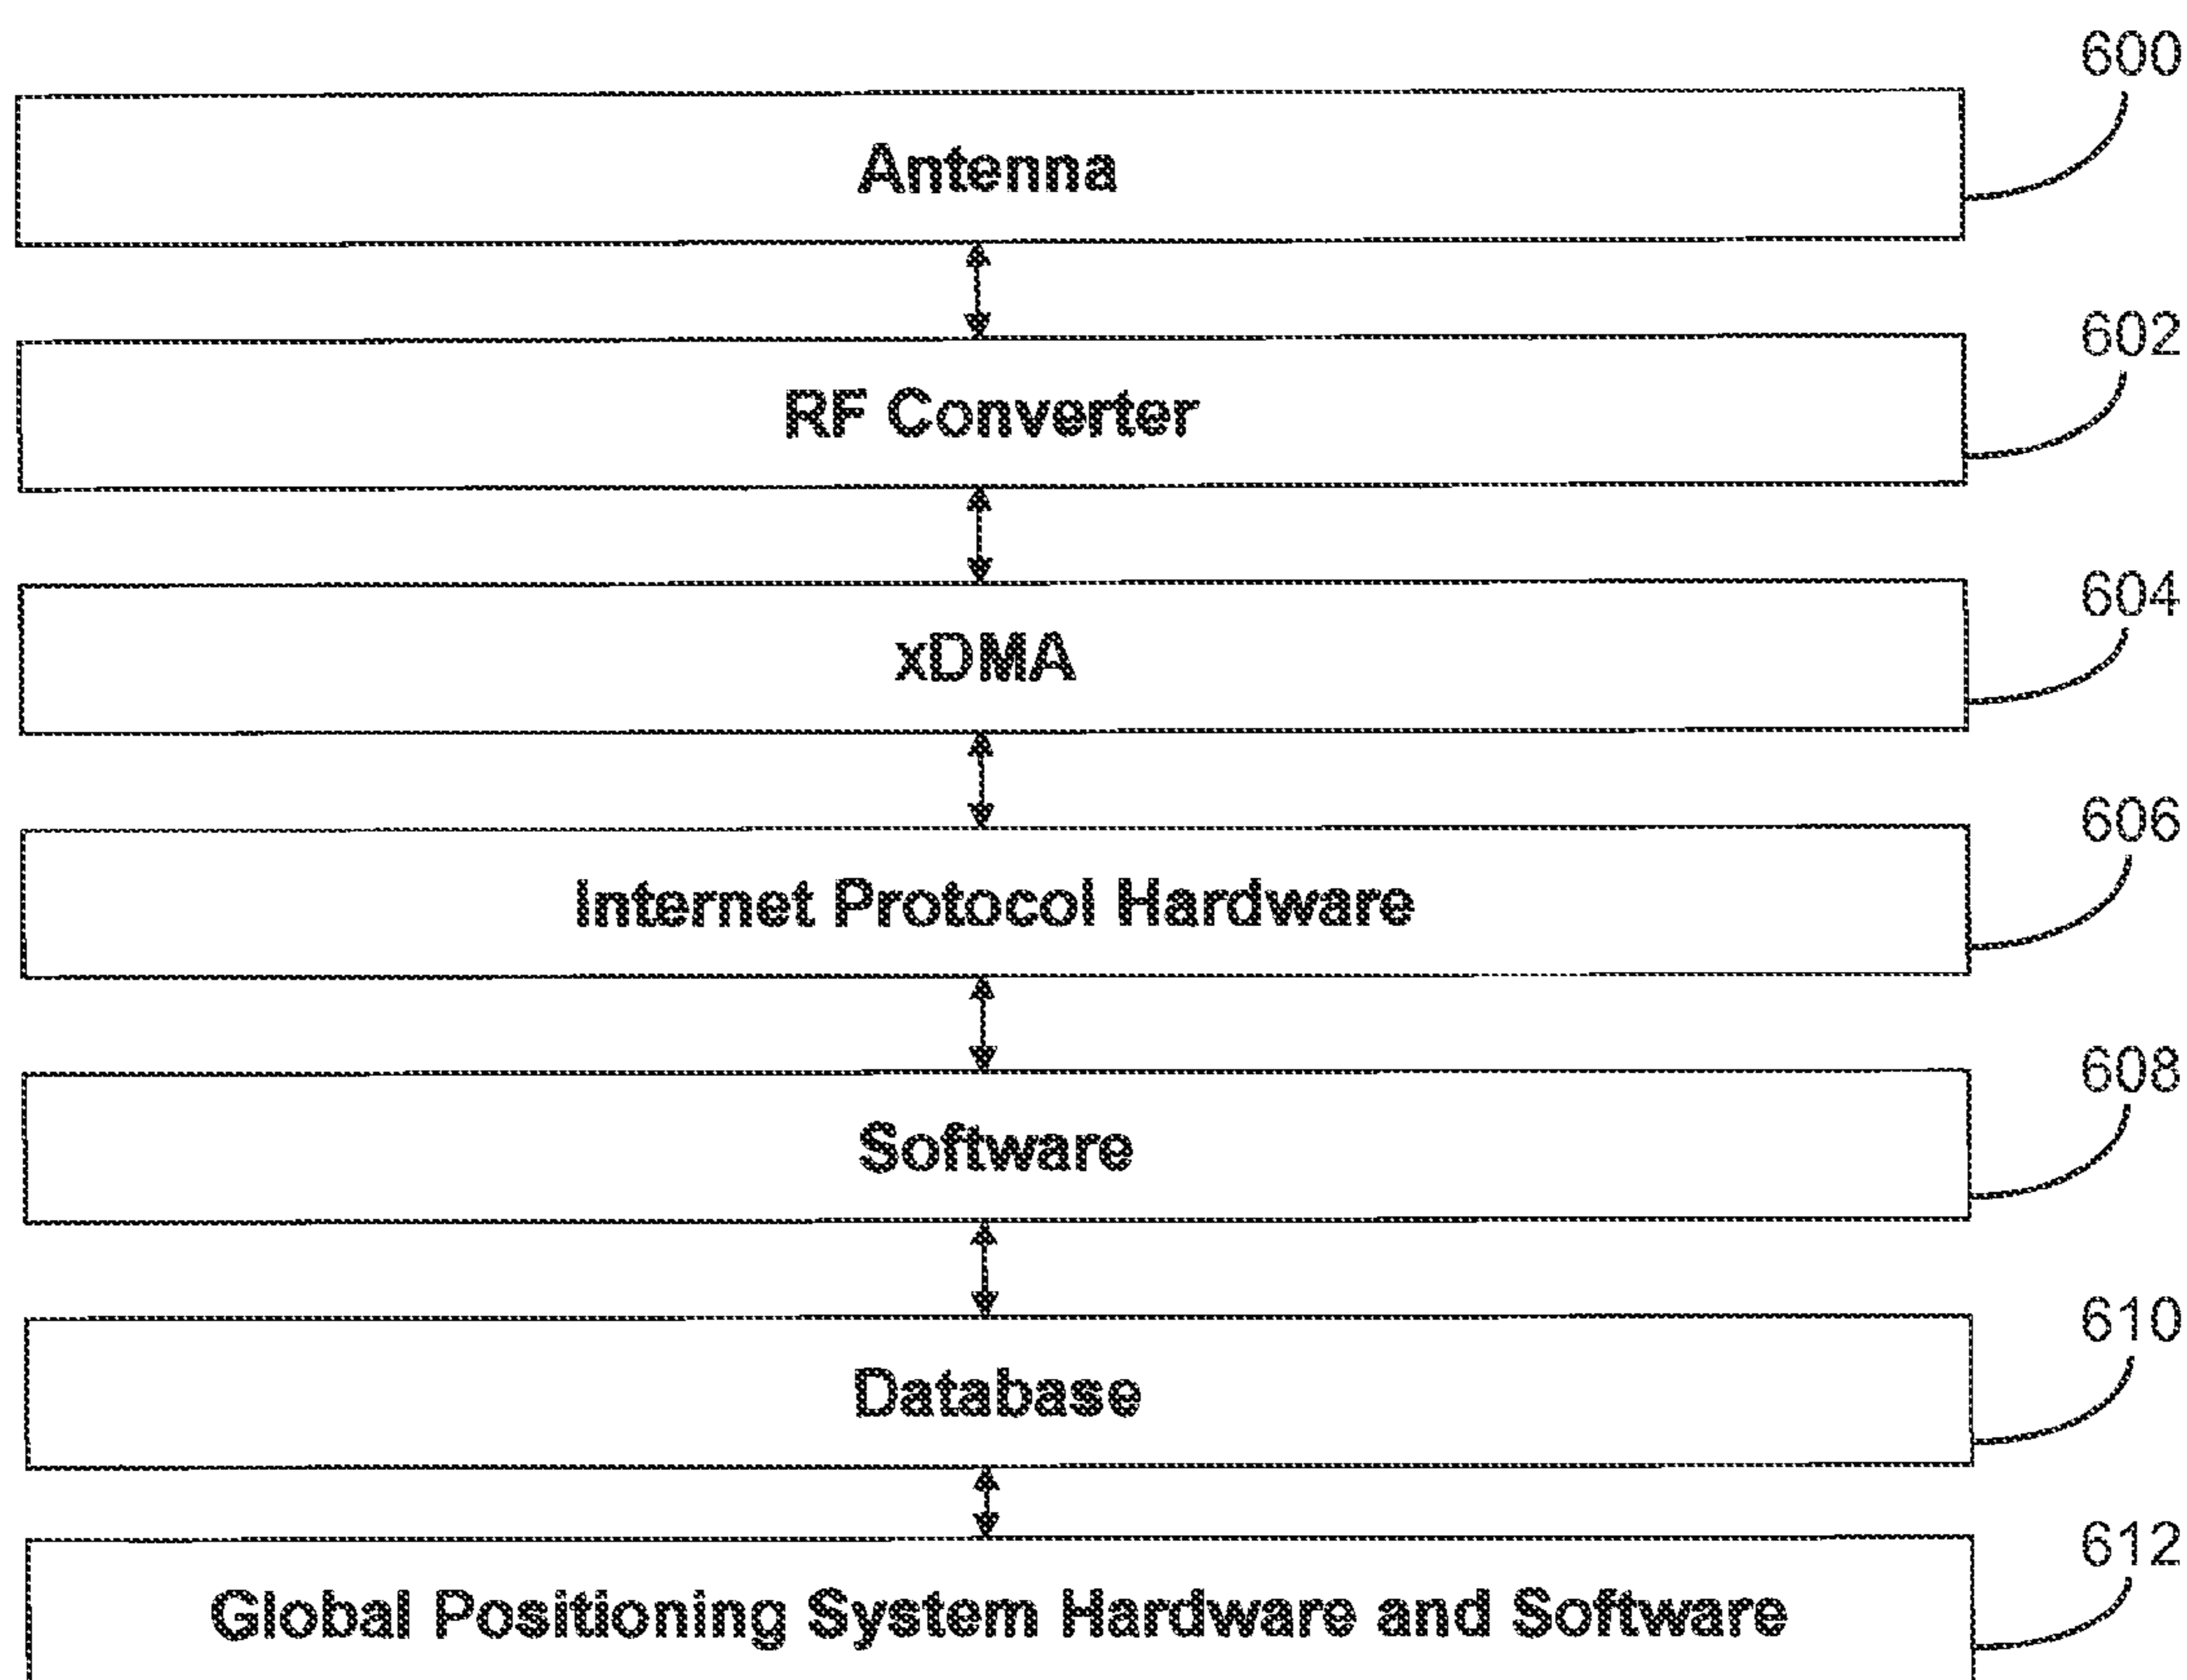 600
Antenna
602
RF Converter
604
xDMA
606
Internet Protocol Hardware
608
Software
610
Database
612
Global Positioning System Hardware and Software